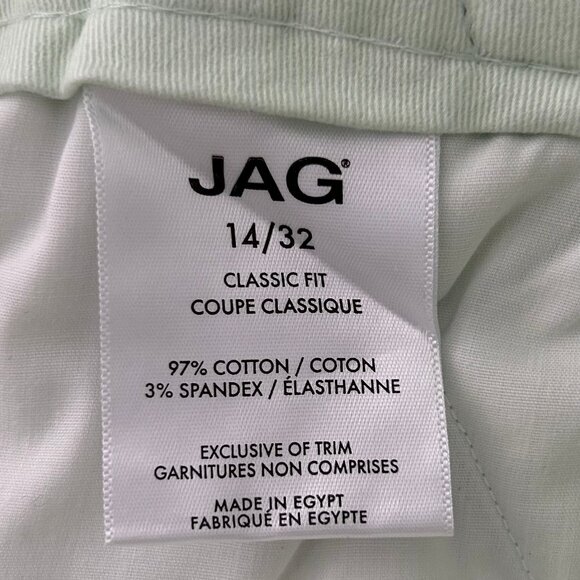 JAG®
14/32
CLASSIC FIT
COUPE CLASSIQUE
97% COTTON / COTON
3% SPANDEX / ÉLASTHANNE
EXCLUSIVE OF TRIM
GARNITURES NON COMPRISES
MADE IN EGYPT
FABRIQUÉ EN EGYPTE